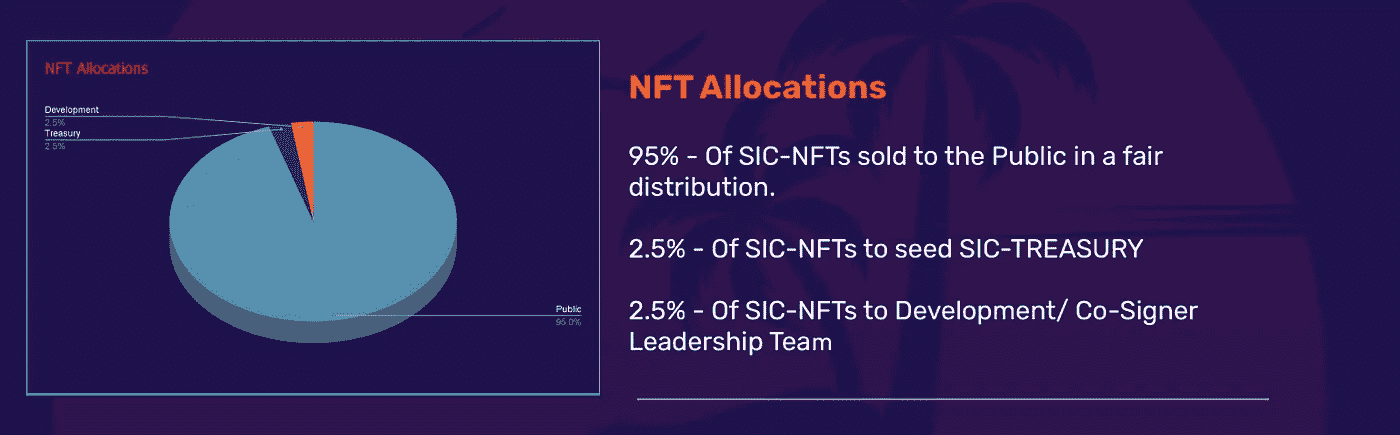 NFT Allocations
Development
2.5%
Treasury
2.5%
Public
95.0%
NFT Allocations
95% - Of SIC-NFTs sold to the Public in a fair
distribution.
2.5% - Of SIC-NFTs to seed SIC-TREASURY
2.5% - Of SIC-NFTs to Development/ Co-Signer
Leadership Team